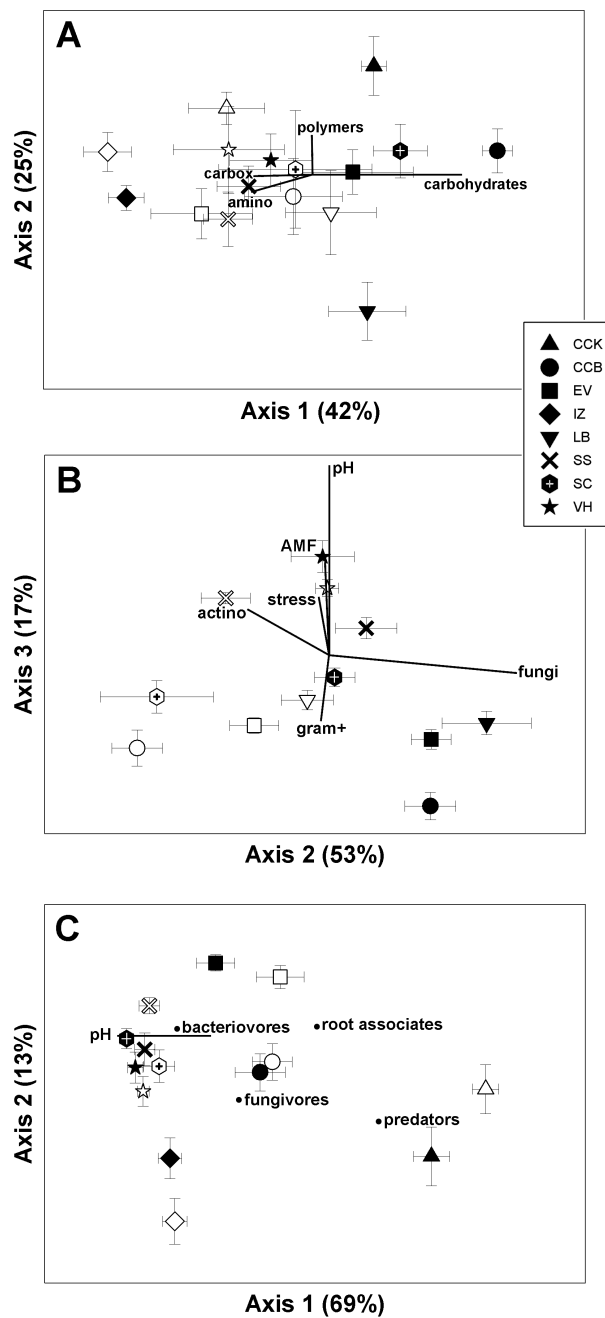 A
polymers
carbox
amino
carbohydrates
Axis 2 (25%)
Axis 1 (42%)
CCK
CCB
EV
IZ
LB
SS
SC
VH
B
pH
AMF
stress
actino
fungi
gram+
Axis 3 (17%)
Axis 2 (53%)
C
pH
bacteriovores
root associates
fungivores
predators
Axis 2 (13%)
Axis 1 (69%)